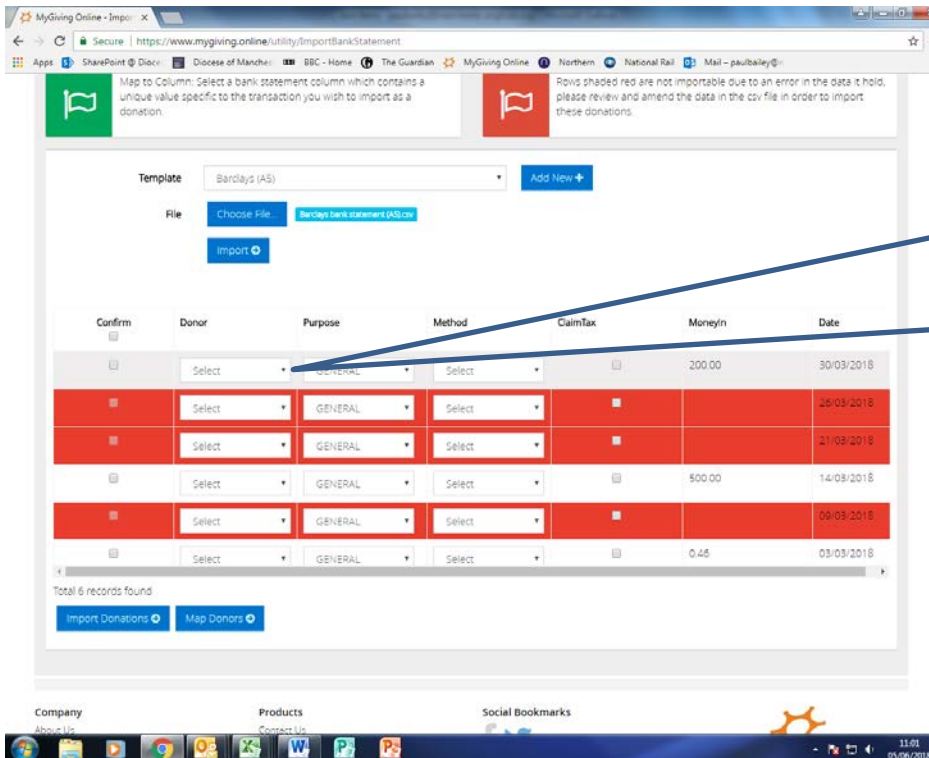 MyGiving Online - Impor
Secure | https://www.mygiving.online/utility/ImportBankStatement
Apps SharePoint @ Dioce Diocese of Manches BBC - Home The Guardian MyGiving Online Northern National Rail Mail – paulbailey@
Map to Column: Select a bank statement column which contains a
unique value specific to the transaction you wish to import as a
donation.
Rows shaded red are not importable due to an error in the data it hold,
please review and amend the data in the csv file in order to import
these donations.
Template Barclays (AS) Add New +
File Choose File... Barclays bank statement (AS).csv
Import
Confirm Donor Purpose Method ClaimTax MoneyIn Date
Select GENERAL Select 200.00 30/03/2018
Select GENERAL Select 26/03/2018
Select GENERAL Select 21/03/2018
Select GENERAL Select 500.00 14/03/2018
Select GENERAL Select 09/03/2018
Select GENERAL Select 0.46 03/03/2018
Total 6 records found
Import Donations Map Donors
Company Products Social Bookmarks
About Us Contact Us
11:01
05/06/2018